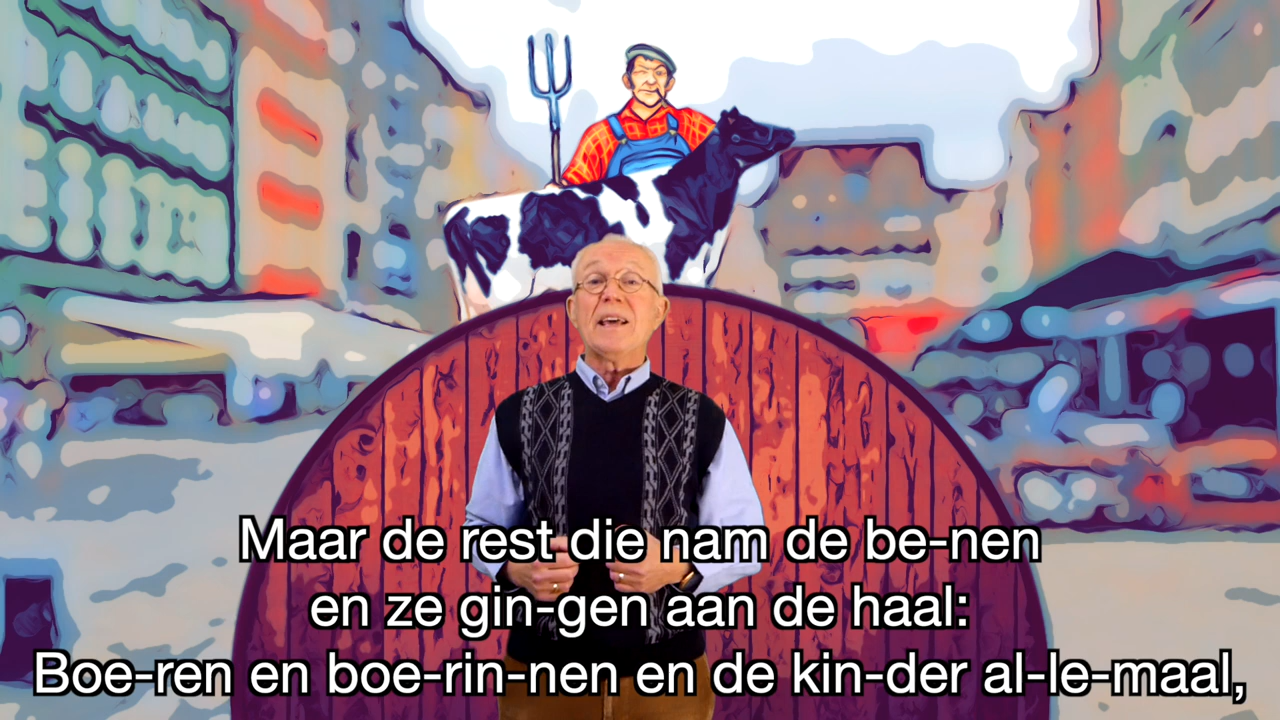 Maar de rest die nam de be-nen
en ze gin-gen aan de haal:
Boe-ren en boe-rin-nen en de kin-der al-le-maal,